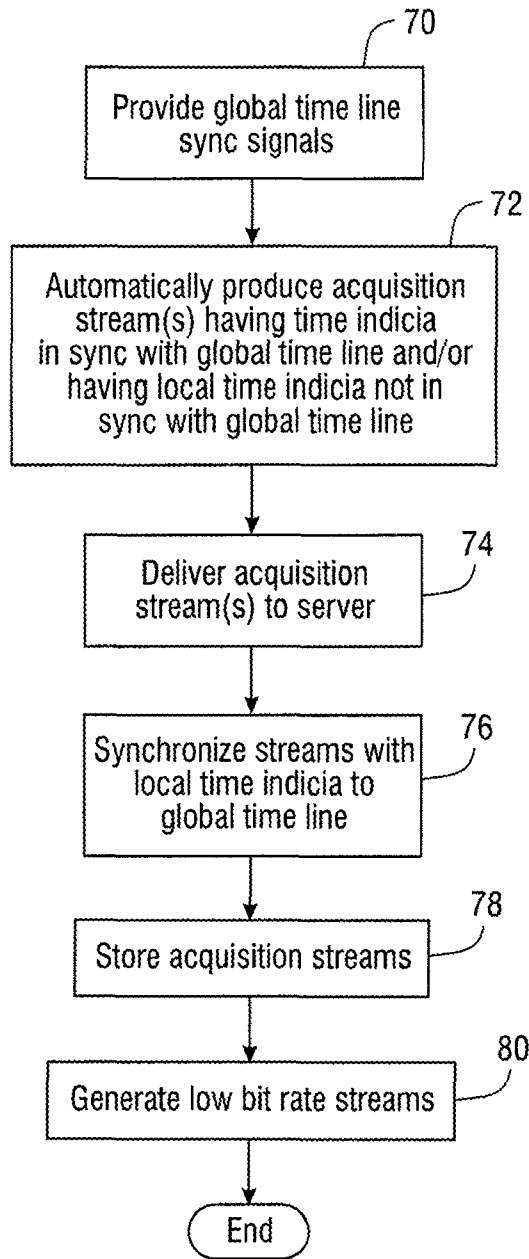 70
Provide global time line
sync signals
72
Automatically produce acquisition
stream(s) having time indicia
in sync with global time line and/or
having local time indicia not in
sync with global time line
74
Deliver acquisition
stream(s) to server
76
Synchronize streams with
local time indicia to
global time line
78
Store acquisition streams
80
Generate low bit rate streams
End